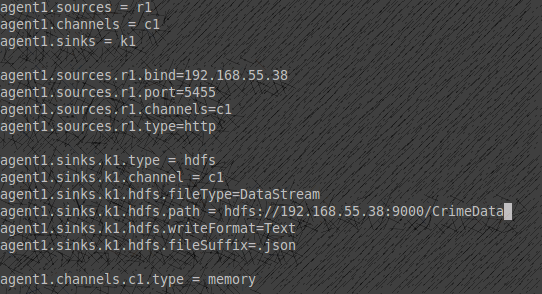 agent1.sources = r1
agent1.channels = c1
agent1.sinks = k1
agent1.sources.r1.bind=192.168.55.38
agent1.sources.r1.port=5455
agent1.sources.r1.channels=c1
agent1.sources.r1.type=http
agent1.sinks.k1.type = hdfs
agent1.sinks.k1.channel = c1
agent1.sinks.k1.hdfs.fileType=DataStream
agent1.sinks.k1.hdfs.path = hdfs://192.168.55.38:9000/CrimeData
agent1.sinks.k1.hdfs.writeFormat=Text
agent1.sinks.k1.hdfs.fileSuffix=.json
agent1.channels.c1.type = memory